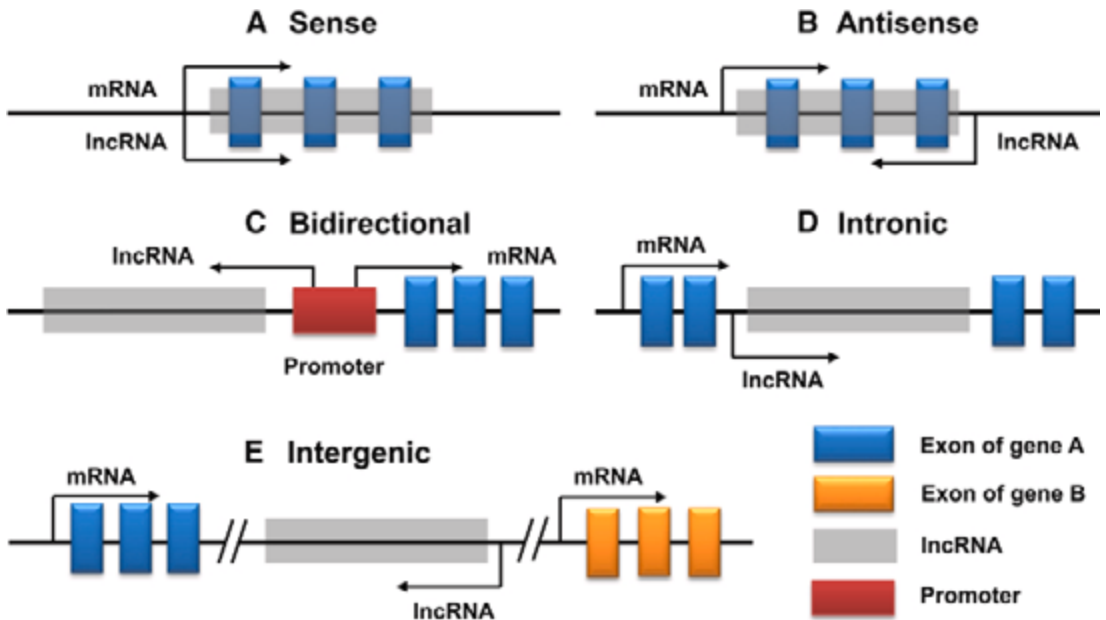 A Sense
mRNA
lncRNA
B Antisense
mRNA
lncRNA
C Bidirectional
lncRNA
mRNA
Promoter
D Intronic
mRNA
lncRNA
E Intergenic
mRNA
lncRNA
mRNA
Exon of gene A
Exon of gene B
lncRNA
Promoter